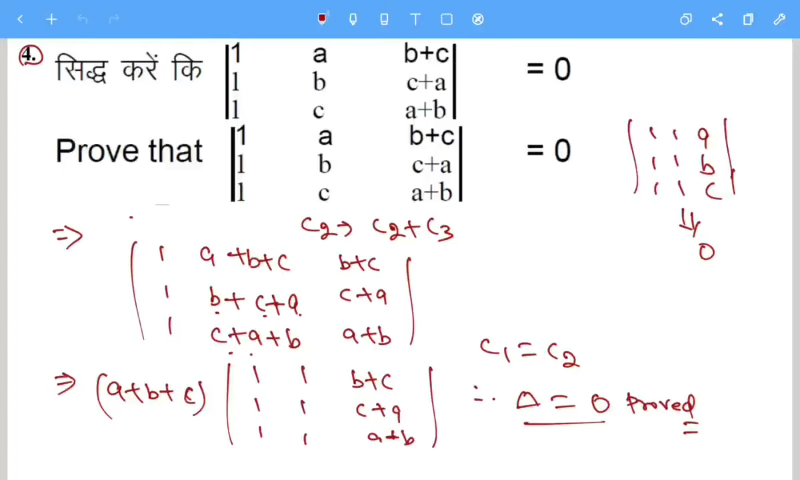 4. सिद्ध करें कि |1 a b+c| = 0
|1 b c+a|
|1 c a+b|
Prove that |1 a b+c| = 0
|1 b c+a|
|1 c a+b|
| 1 1 a |
| 1 1 b |
| 1 1 c |
⇓
0
⇒ C2→ C2+C3
| 1 a+b+c b+c |
| 1 b+c+a c+a |
| 1 c+a+b a+b |
⇒ (a+b+c) | 1 1 b+c |
| 1 1 c+a |
| 1 1 a+b |
C1=C2
∴ Δ = 0 Proved